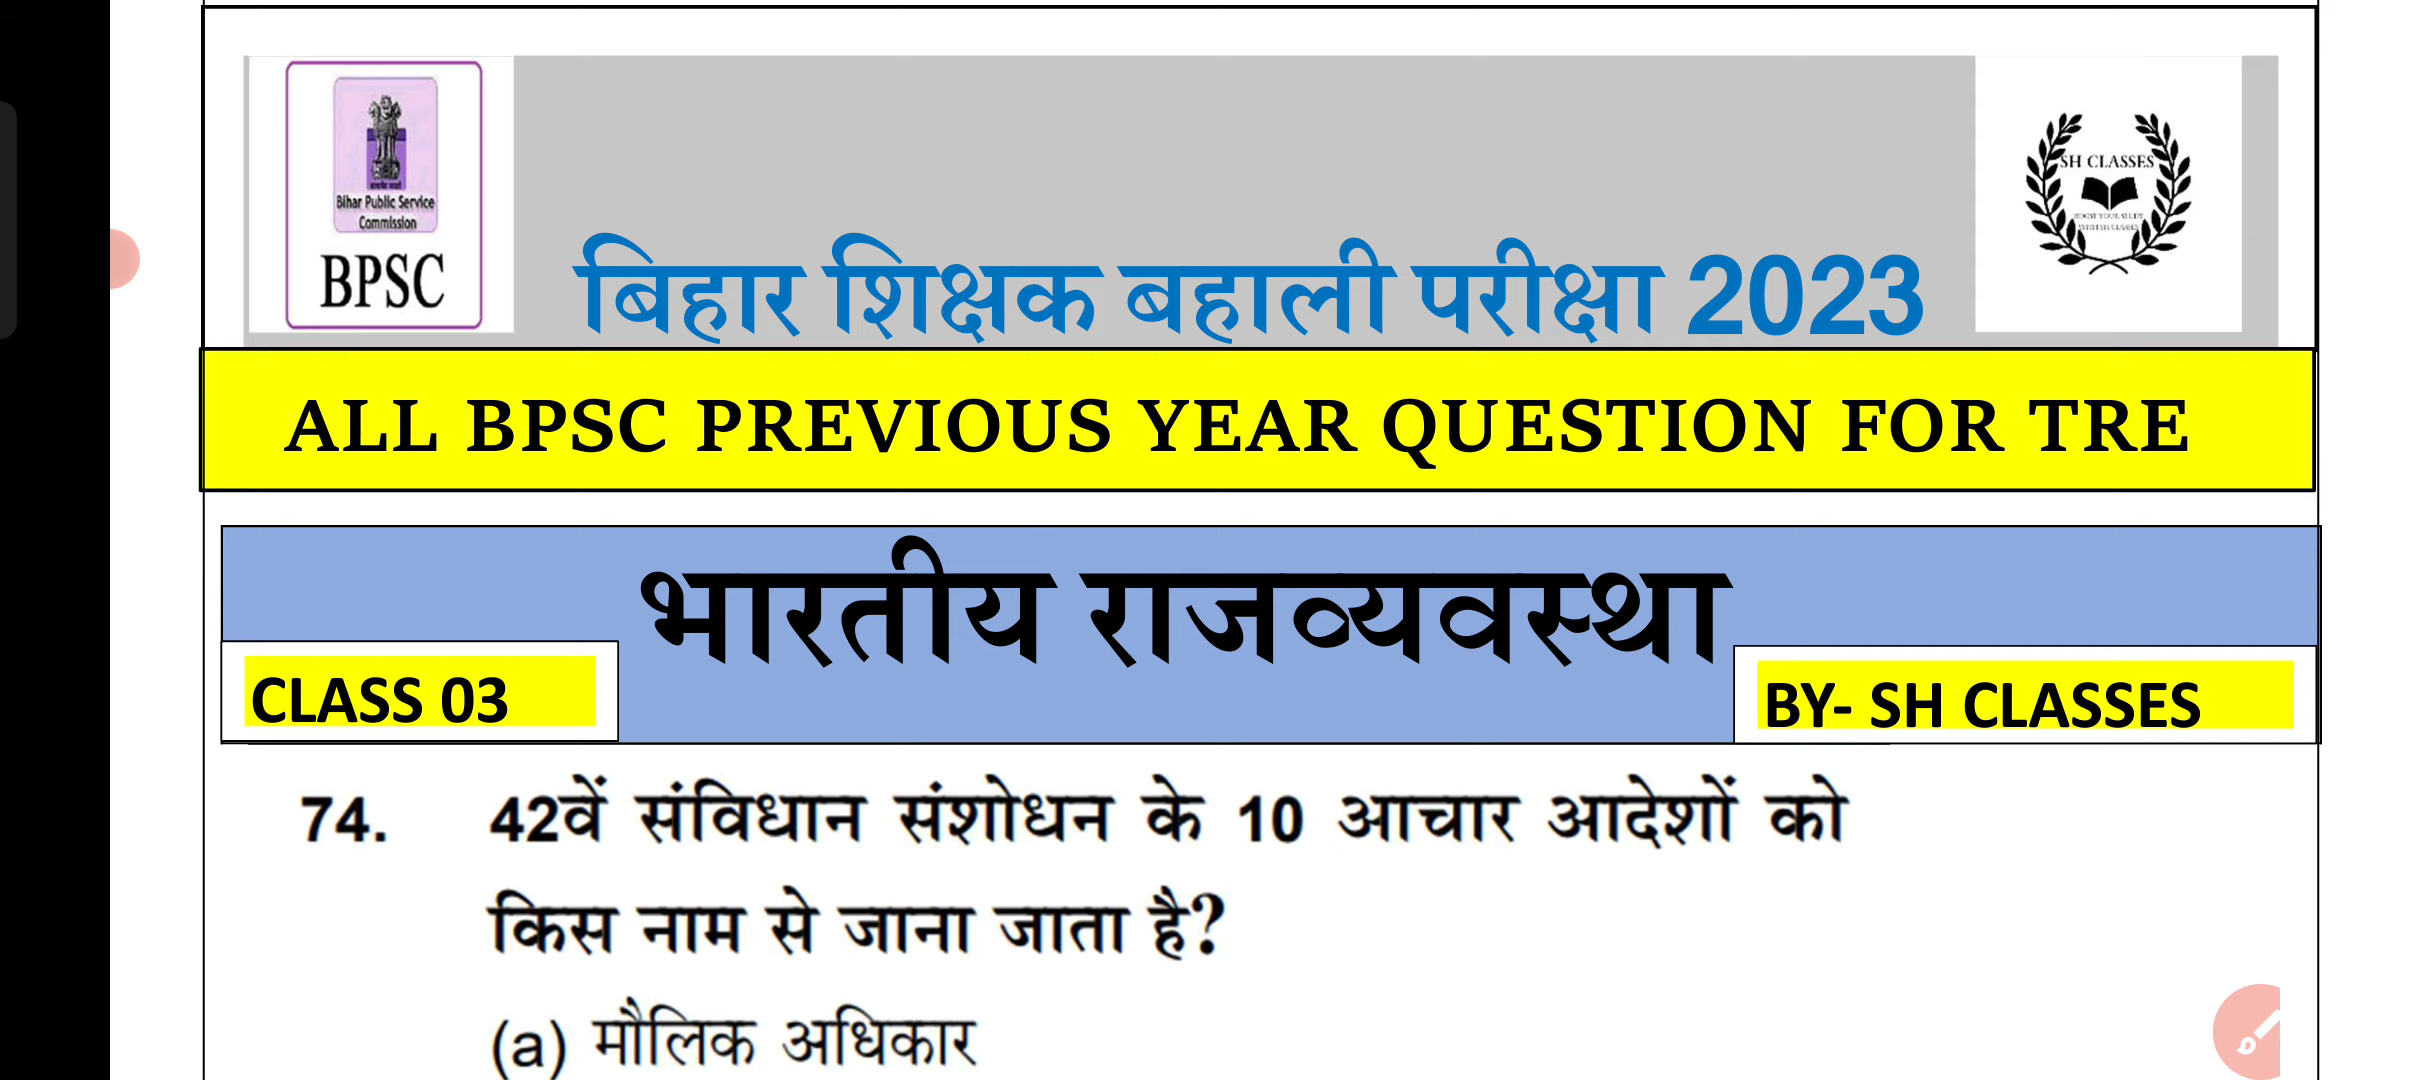 Bihar Public Service
Commission
BPSC
SH CLASSES
बिहार शिक्षक बहाली परीक्षा 2023
ALL BPSC PREVIOUS YEAR QUESTION FOR TRE
भारतीय राजव्यवस्था
CLASS 03
BY- SH CLASSES
74. 42वें संविधान संशोधन के 10 आचार आदेशों को
किस नाम से जाना जाता है?
(a) मौलिक अधिकार